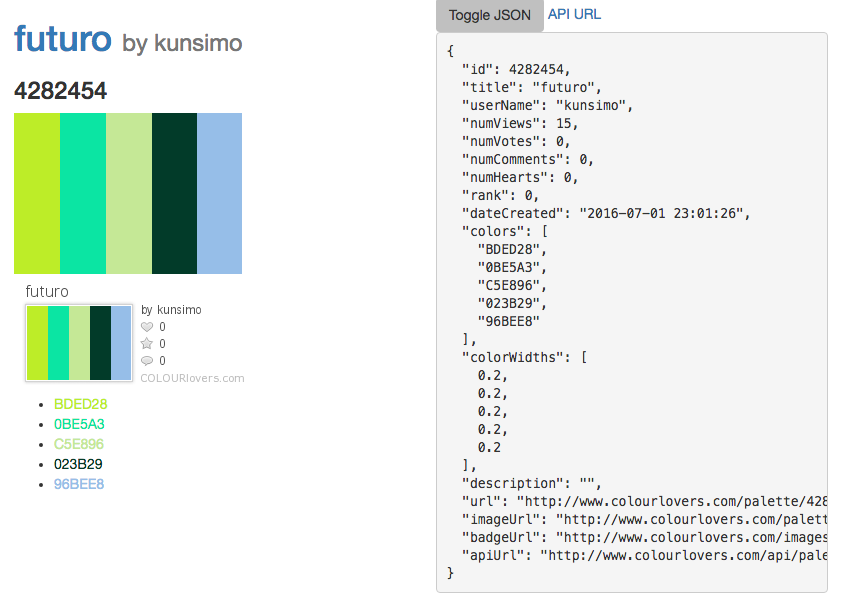 futuro by kunsimo
4282454
futuro
by kunsimo
0
0
0
COLOURlovers.com
BDED28
0BE5A3
C5E896
023B29
96BEE8
Toggle JSON API URL
{
"id": 4282454,
"title": "futuro",
"userName": "kunsimo",
"numViews": 15,
"numVotes": 0,
"numComments": 0,
"numHearts": 0,
"rank": 0,
"dateCreated": "2016-07-01 23:01:26",
"colors": [
"BDED28",
"0BE5A3",
"C5E896",
"023B29",
"96BEE8"
],
"colorWidths": [
0.2,
0.2,
0.2,
0.2,
0.2
],
"description": "",
"url": "http://www.colourlovers.com/palette/428
"imageUrl": "http://www.colourlovers.com/palett
"badgeUrl": "http://www.colourlovers.com/images
"apiUrl": "http://www.colourlovers.com/api/pale
}